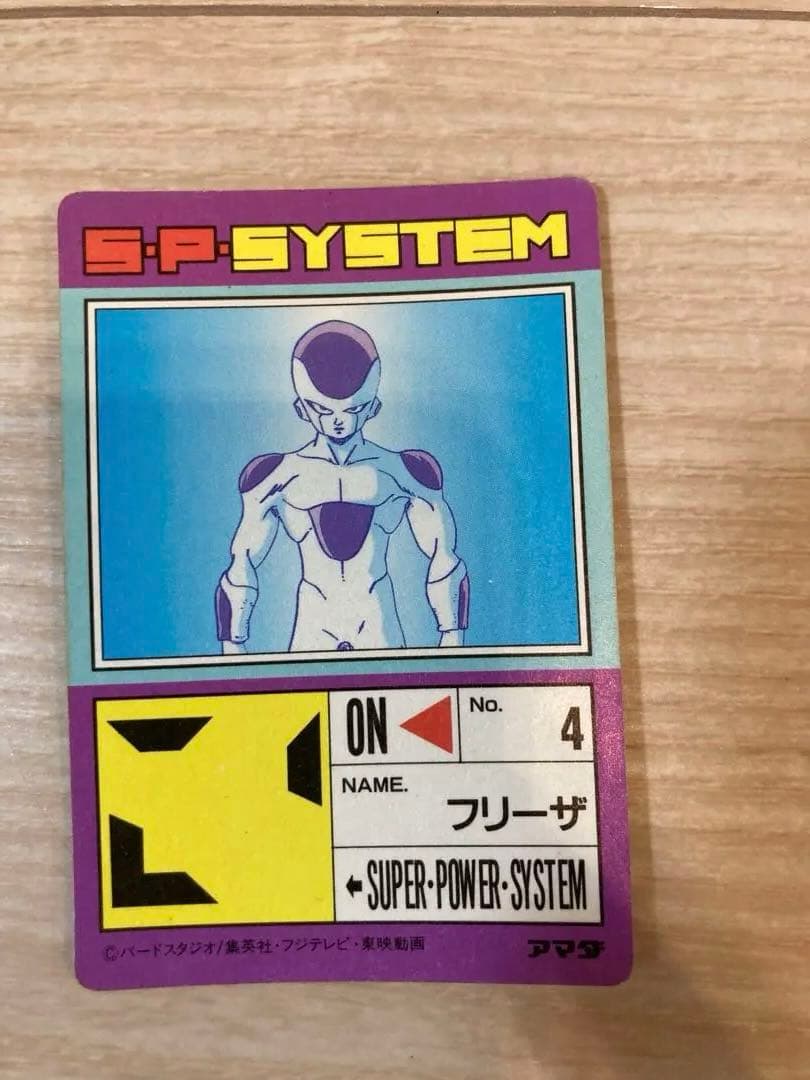 S・P・SYSTEM
ON
No.
4
NAME.
フリーザ
←SUPER・POWER・SYSTEM
©バードスタジオ/集英社・フジテレビ・東映動画
アマダ